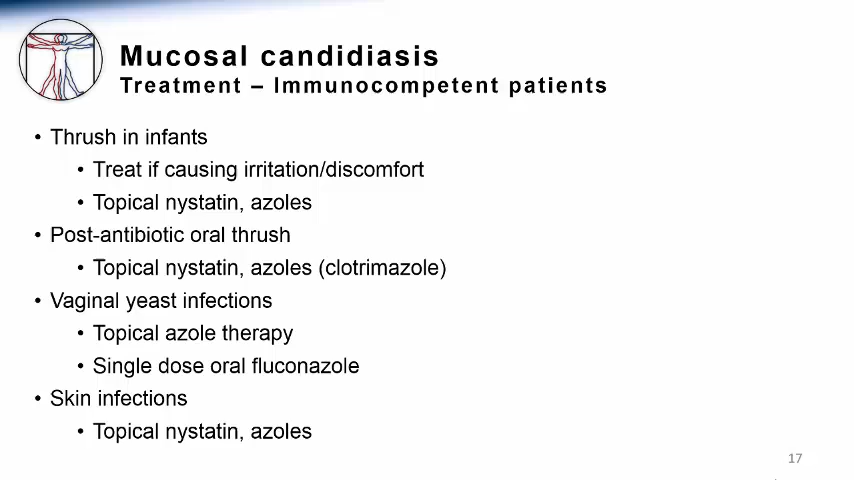 Mucosal candidiasis
Treatment – Immunocompetent patients
• Thrush in infants
• Treat if causing irritation/discomfort
• Topical nystatin, azoles
• Post-antibiotic oral thrush
• Topical nystatin, azoles (clotrimazole)
• Vaginal yeast infections
• Topical azole therapy
• Single dose oral fluconazole
• Skin infections
• Topical nystatin, azoles
17